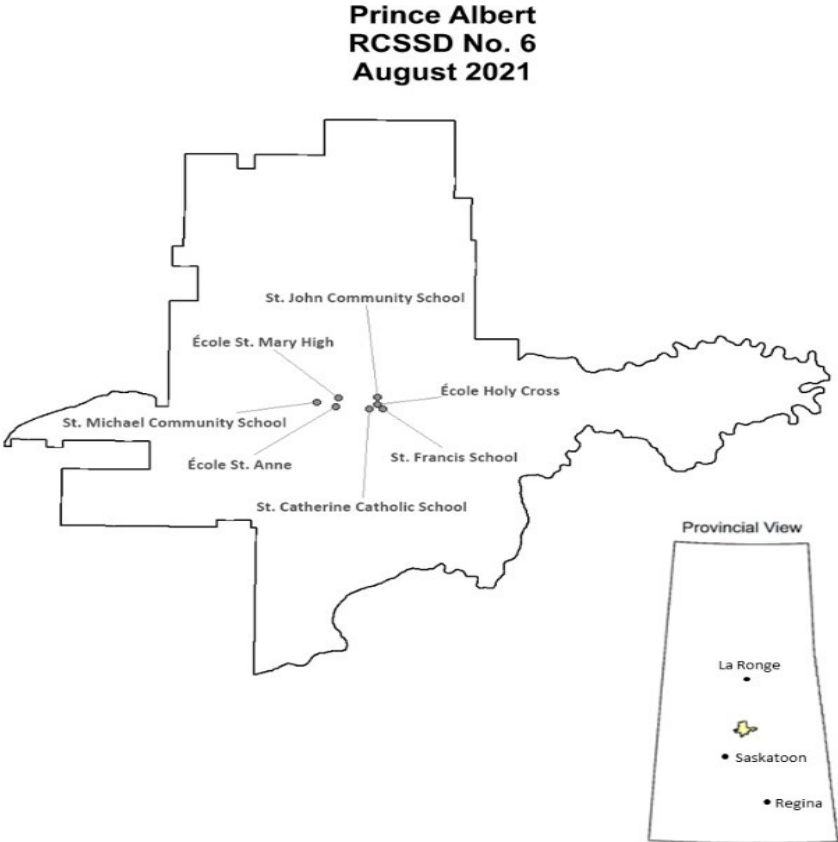 Prince Albert
RCSSD No. 6
August 2021
St. John Community School
École St. Mary High
École Holy Cross
St. Michael Community School
St. Francis School
École St. Anne
St. Catherine Catholic School
Provincial View
La Ronge
Saskatoon
Regina